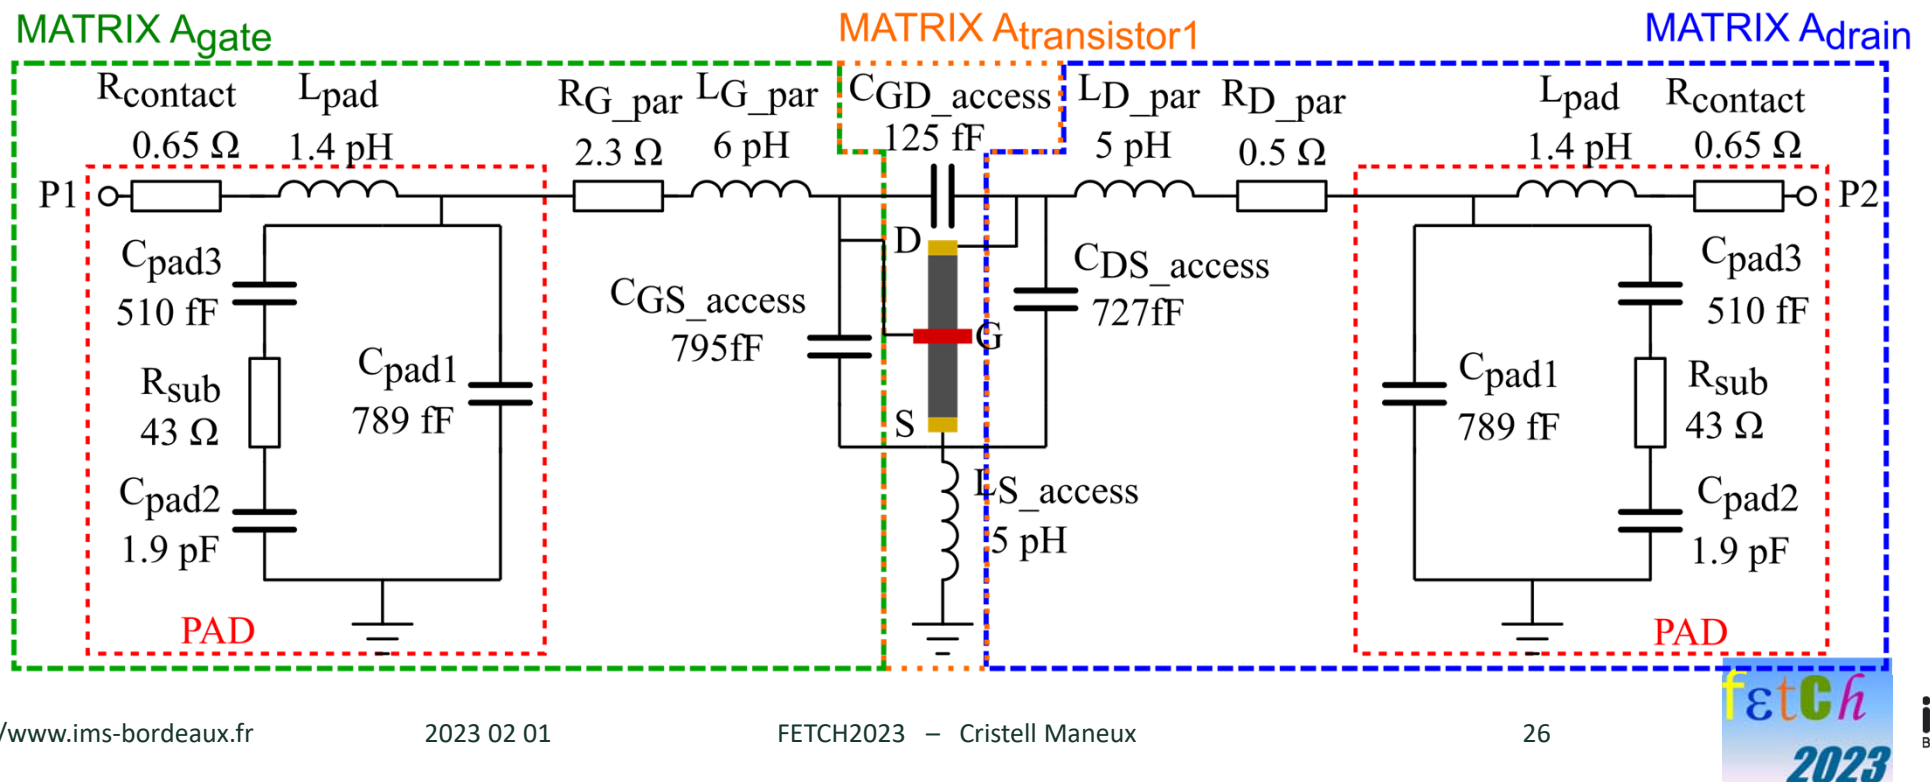 MATRIX Agate
MATRIX Atransistor1
MATRIX Adrain
Rcontact
0.65 Ω
Lpad
1.4 pH
RG_par
2.3 Ω
LG_par
6 pH
CGD_access
125 fF
LD_par
5 pH
RD_par
0.5 Ω
Lpad
1.4 pH
Rcontact
0.65 Ω
P1
P2
Cpad3
510 fF
Rsub
43 Ω
Cpad2
1.9 pF
Cpad1
789 fF
PAD
CGS_access
795fF
D
G
S
CDS_access
727fF
LS_access
5 pH
Cpad1
789 fF
Cpad3
510 fF
Rsub
43 Ω
Cpad2
1.9 pF
PAD
/www.ims-bordeaux.fr
2023 02 01
FETCH2023 – Cristell Maneux
26
fεtCh
2023